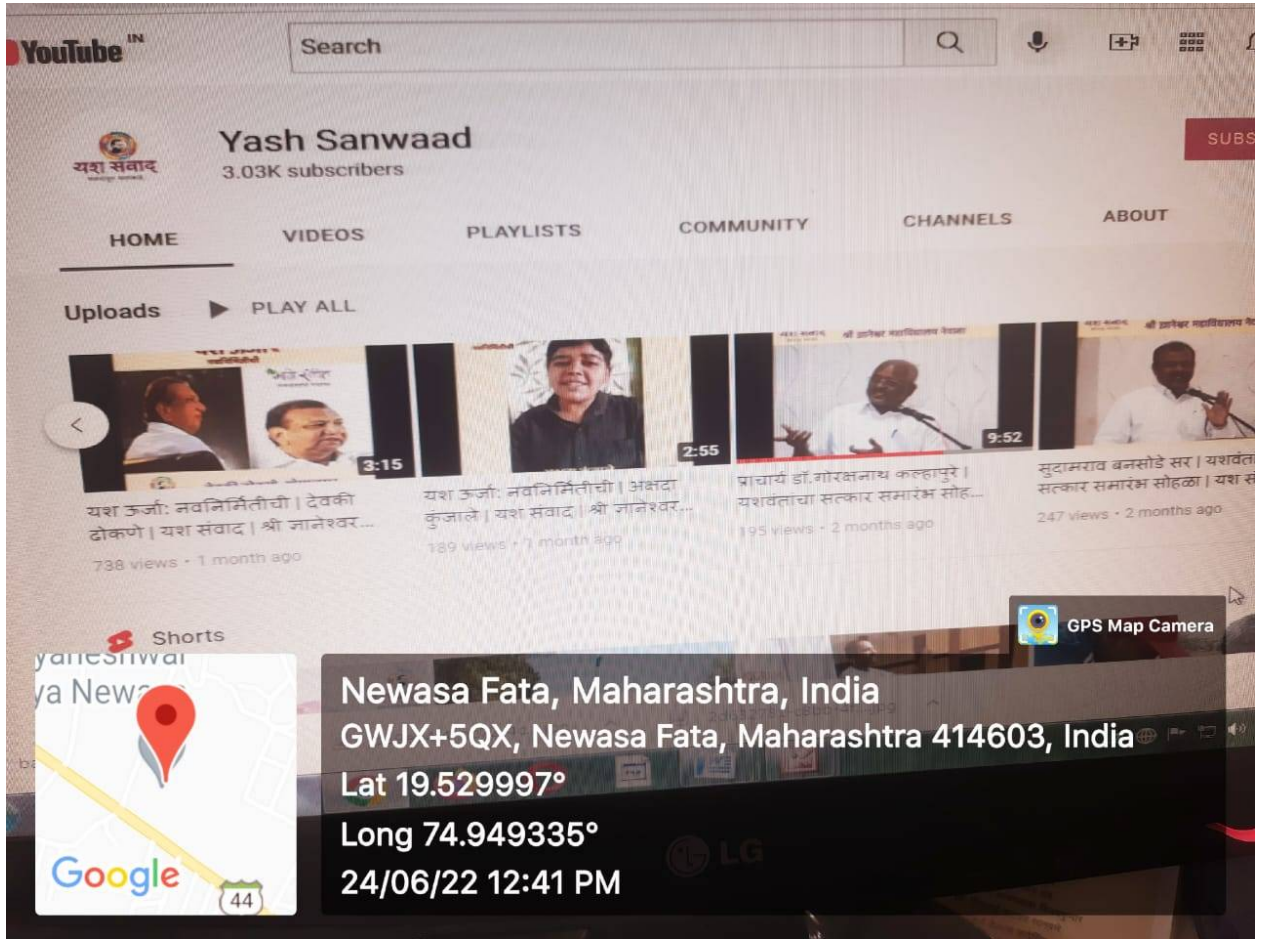 YouTube IN
Search
यश संवाद
Yash Sanwaad
3.03K subscribers
SUBS
HOME VIDEOS PLAYLISTS COMMUNITY CHANNELS ABOUT
Uploads PLAY ALL
श्री ज्ञानेश्वर महाविद्यालय नेवासा
3:15
2:55
9:52
यश ऊर्जा: नवनिर्मितीची | देवकी
ढोकणे | यश संवाद | श्री ज्ञानेश्वर...
738 views • 1 month ago
यश ऊर्जा: नवनिर्मितीची | अक्षदा
कुंजाले | यश संवाद | श्री ज्ञानेश्वर...
189 views • 1 month ago
प्राचार्य डॉ.गोरक्षनाथ कल्हापुरे |
यशवंतांचा सत्कार समारंभ सोह...
195 views • 2 months ago
सुदामराव बनसोडे सर | यशवंतां
सत्कार समारंभ सोहळा | यश सं
247 views • 2 months ago
Shorts
GPS Map Camera
Google
44
Newasa Fata, Maharashtra, India
GWJX+5QX, Newasa Fata, Maharashtra 414603, India
Lat 19.529997°
Long 74.949335°
24/06/22 12:41 PM
LG